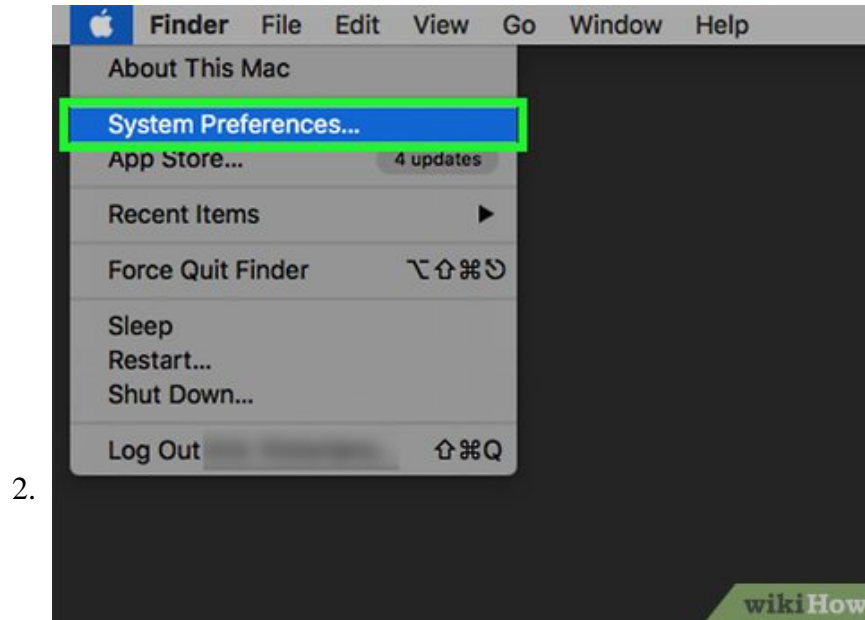 Finder File Edit View Go Window Help
About This Mac
System Preferences...
App Store... 4 updates
Recent Items ▶
Force Quit Finder ⌥⇧⌘⎋
Sleep
Restart...
Shut Down...
Log Out ⇧⌘Q
2.
wikiHow